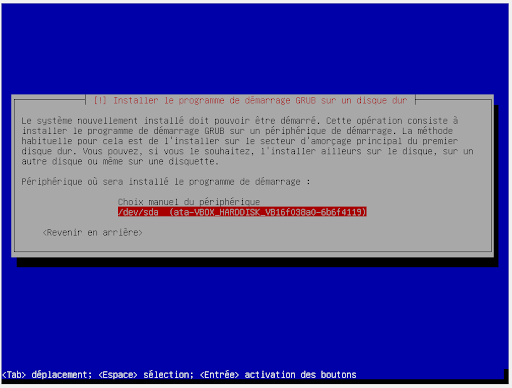 [!] Installer le programme de démarrage GRUB sur un disque dur
Le système nouvellement installé doit pouvoir être démarré. Cette opération consiste à
installer le programme de démarrage GRUB sur un périphérique de démarrage. La méthode
habituelle pour cela est de l'installer sur le secteur d'amorçage principal du premier
disque dur. Vous pouvez, si vous le souhaitez, l'installer ailleurs sur le disque, sur un
autre disque ou même sur une disquette.
Périphérique où sera installé le programme de démarrage :
Choix manuel du périphérique
/dev/sda (ata-VBOX_HARDDISK_VB16f038a0-6b6f4119)
<Revenir en arrière>
<Tab> déplacement; <Espace> sélection; <Entrée> activation des boutons